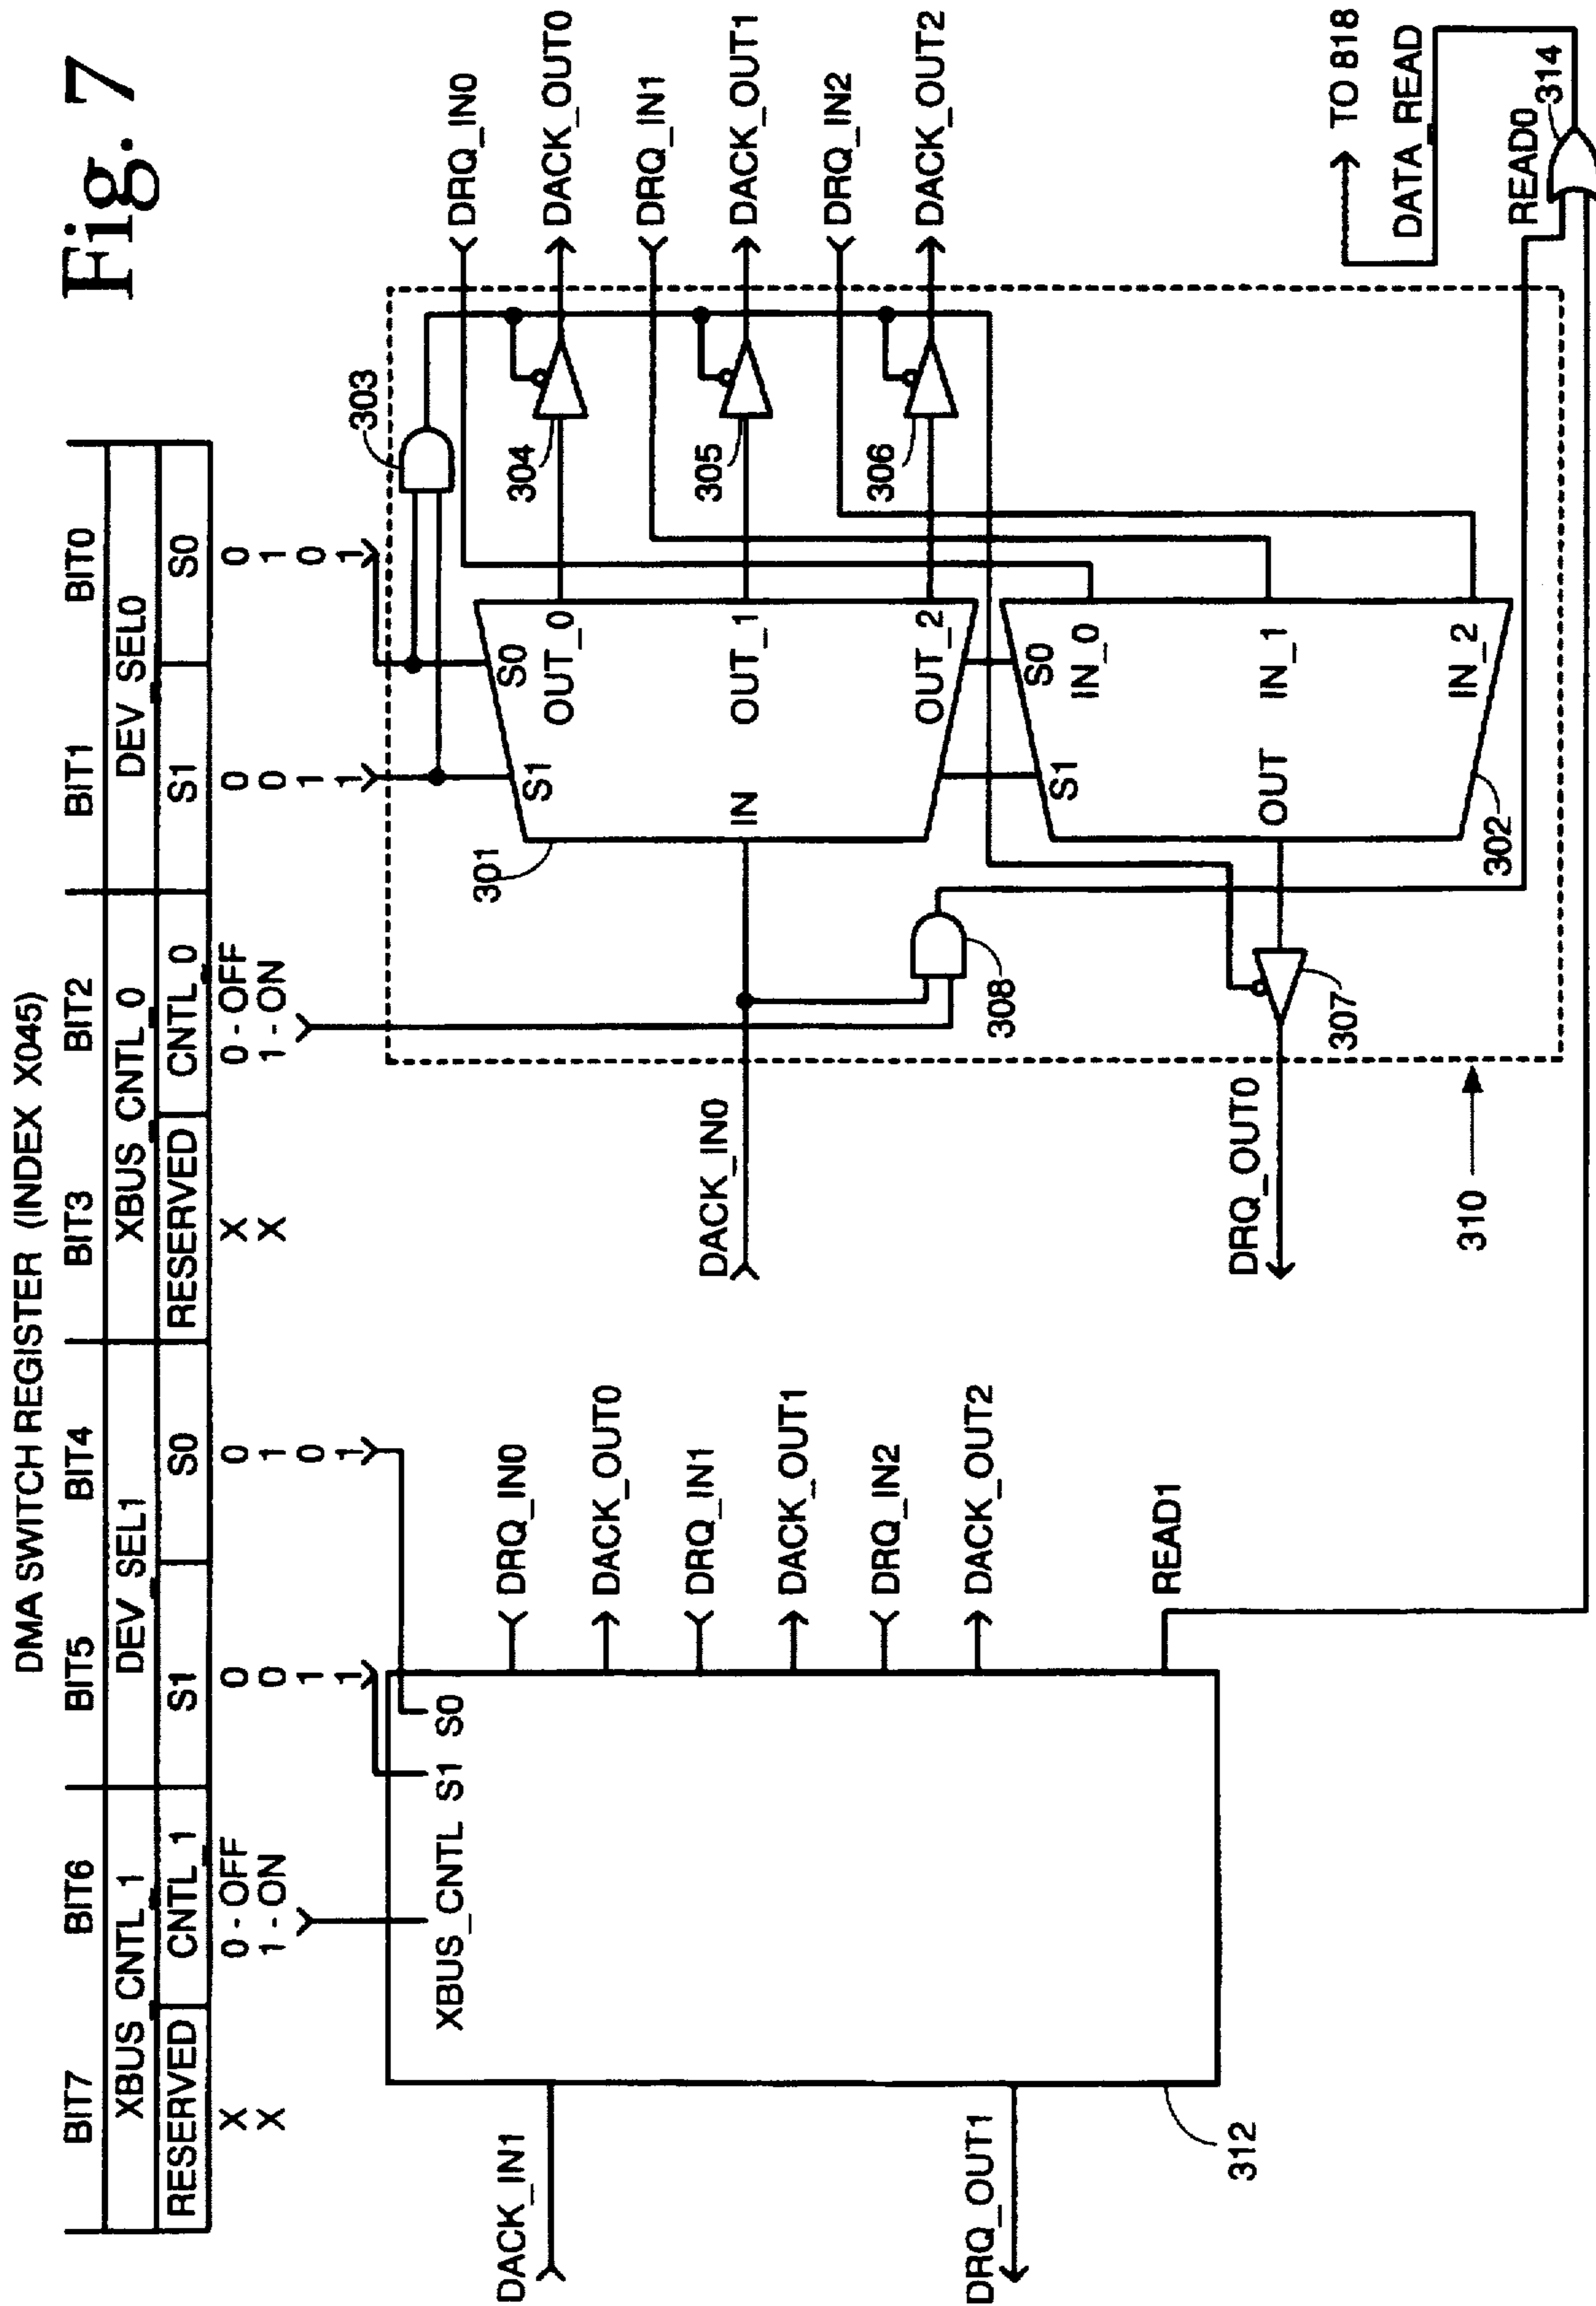 Fig. 7
DMA SWITCH REGISTER (INDEX X045)
BIT7 BIT6 BIT5 BIT4 BIT3 BIT2 BIT1 BIT0
XBUS_CNTL_1 DEV_SEL1 XBUS_CNTL_0 DEV_SEL0
RESERVED CNTL_1 S1 S0 RESERVED CNTL_0 S1 S0
X 0 - OFF 0 0 X 0 - OFF 0 0
X 1 - ON 0 1 X 1 - ON 0 1
1 0 1 0
1 1 1 1
XBUS_CNTL S1 S0
DACK_IN1
DRQ_OUT1
312
DRQ_IN0
DACK_OUT0
DRQ_IN1
DACK_OUT1
DRQ_IN2
DACK_OUT2
READ1
DACK_IN0
DRQ_OUT0
310
303
301
S1 S0
OUT_0
IN OUT_1
OUT_2
304
305
306
308
S1 S0
IN_0
OUT IN_1
IN_2
307
302
DRQ_IN0
DACK_OUT0
DRQ_IN1
DACK_OUT1
DRQ_IN2
DACK_OUT2
TO 818
DATA_READ
READ0
314